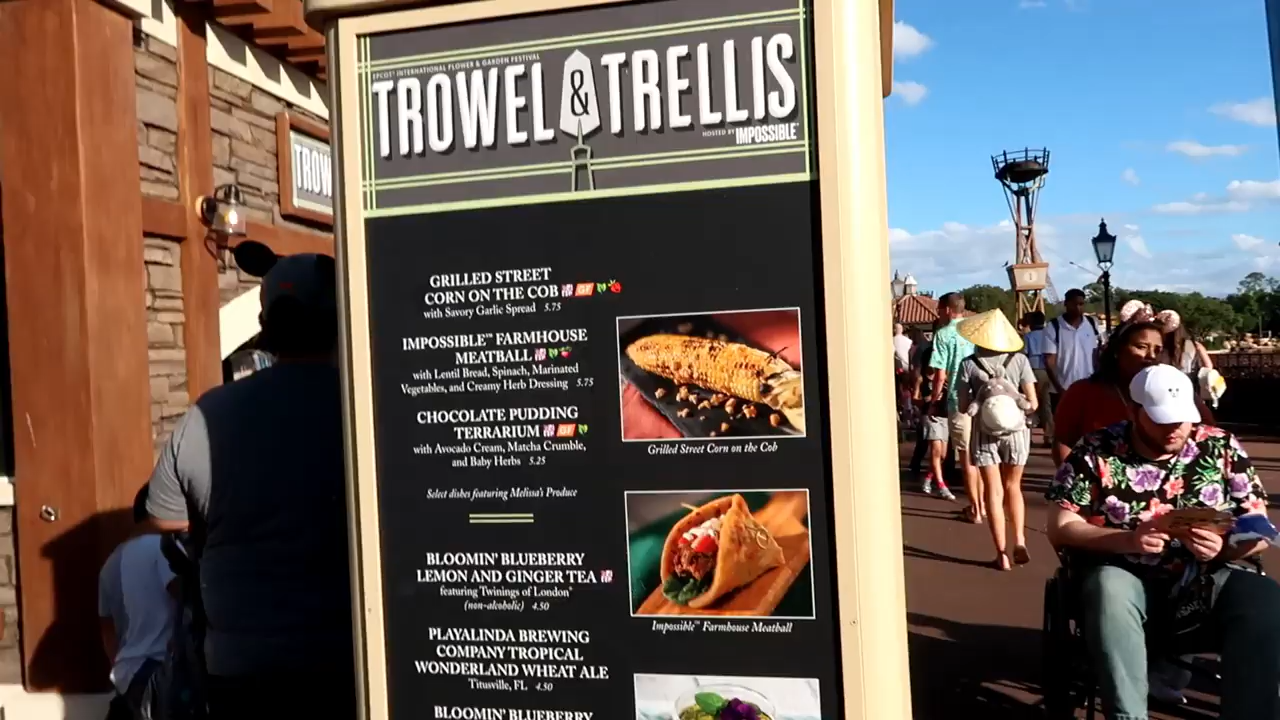 EPCOT INTERNATIONAL FLOWER & GARDEN FESTIVAL
TROWEL & TRELLIS
HOSTED BY IMPOSSIBLE™
TROW
GRILLED STREET
CORN ON THE COB GF
with Savory Garlic Spread 5.75
IMPOSSIBLE™ FARMHOUSE
MEATBALL
with Lentil Bread, Spinach, Marinated
Vegetables, and Creamy Herb Dressing 5.75
CHOCOLATE PUDDING
TERRARIUM GF
with Avocado Cream, Matcha Crumble,
and Baby Herbs 5.25
Select dishes featuring Melissa's Produce
BLOOMIN' BLUEBERRY
LEMON AND GINGER TEA
featuring Twinings of London®
(non-alcoholic) 4.50
PLAYALINDA BREWING
COMPANY TROPICAL
WONDERLAND WHEAT ALE
Titusville, FL 4.50
BLOOMIN' BLUEBERRY
Grilled Street Corn on the Cob
Impossible™ Farmhouse Meatball